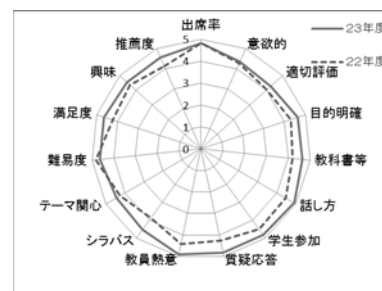 出席率
23年度
推薦度
意欲的
22年度
興味
適切評価
満足度
目的明確
難易度
教科書等
テーマ関心
話し方
シラバス
学生参加
教員熱意
質疑応答
5
4
3
2
1
0